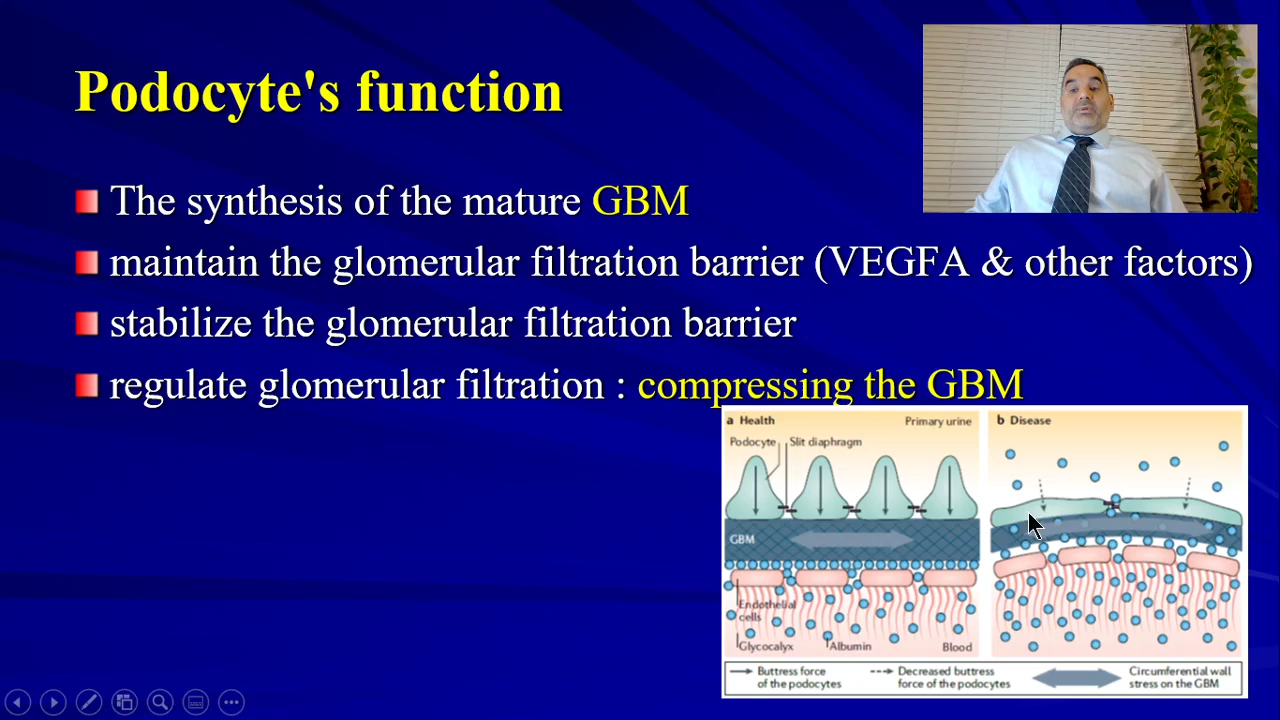 Podocyte's function
The synthesis of the mature GBM
maintain the glomerular filtration barrier (VEGFA & other factors)
stabilize the glomerular filtration barrier
regulate glomerular filtration : compressing the GBM
a Health
Primary urine
b Disease
Podocyte
Slit diaphragm
GBM
Endothelial
cells
Glycocalyx
Albumin
Blood
Buttress force
of the podocytes
Decreased buttress
force of the podocytes
Circumferential wall
stress on the GBM